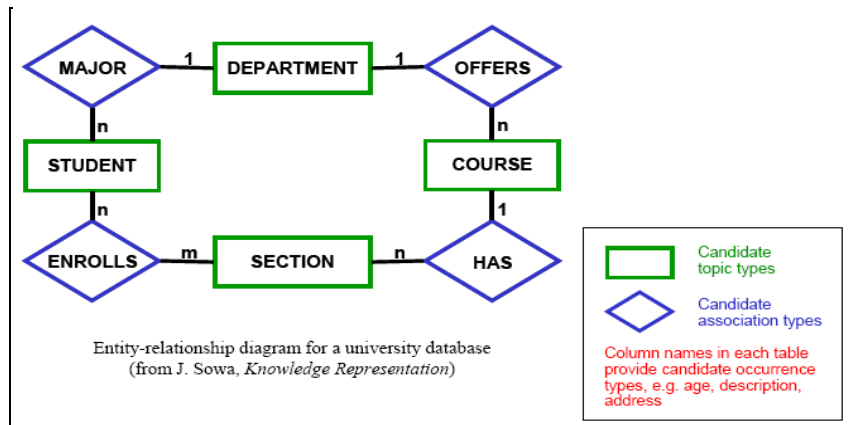 MAJOR
1
DEPARTMENT
1
OFFERS
n
n
STUDENT
COURSE
n
1
ENROLLS
m
SECTION
n
HAS
Entity-relationship diagram for a university database
(from J. Sowa, Knowledge Representation)
Candidate
topic types
Candidate
association types
Column names in each table
provide candidate occurrence
types, e.g. age, description,
address